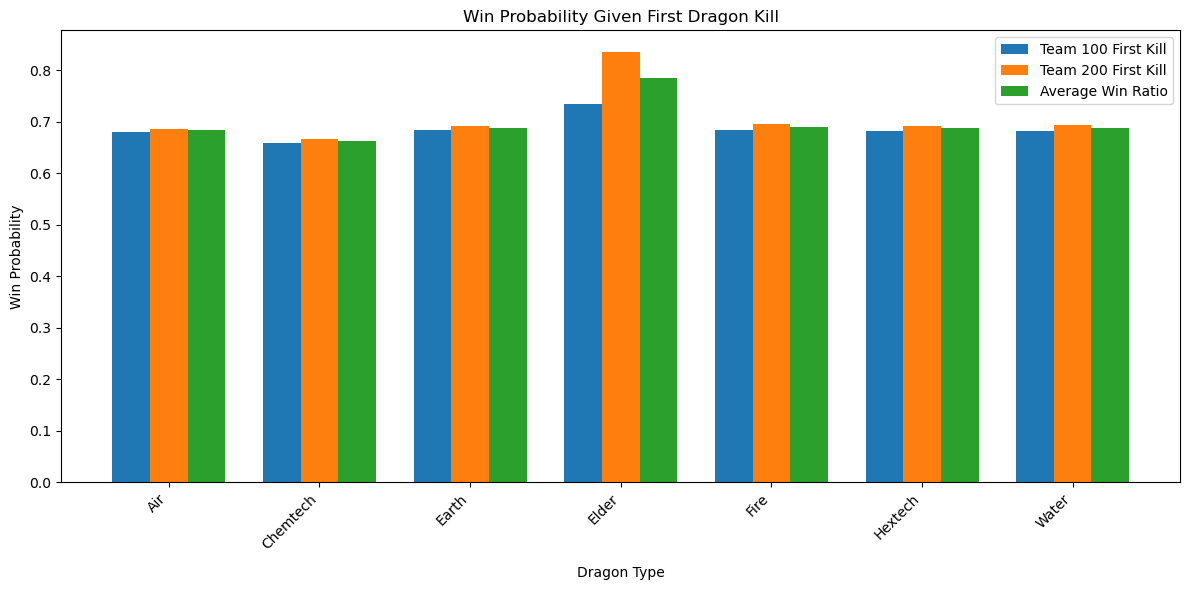 Win Probability Given First Dragon Kill
Team 100 First Kill
Team 200 First Kill
Average Win Ratio
Win Probability
0.8
0.7
0.6
0.5
0.4
0.3
0.2
0.1
0.0
Air
Chemtech
Earth
Elder
Fire
Hextech
Water
Dragon Type